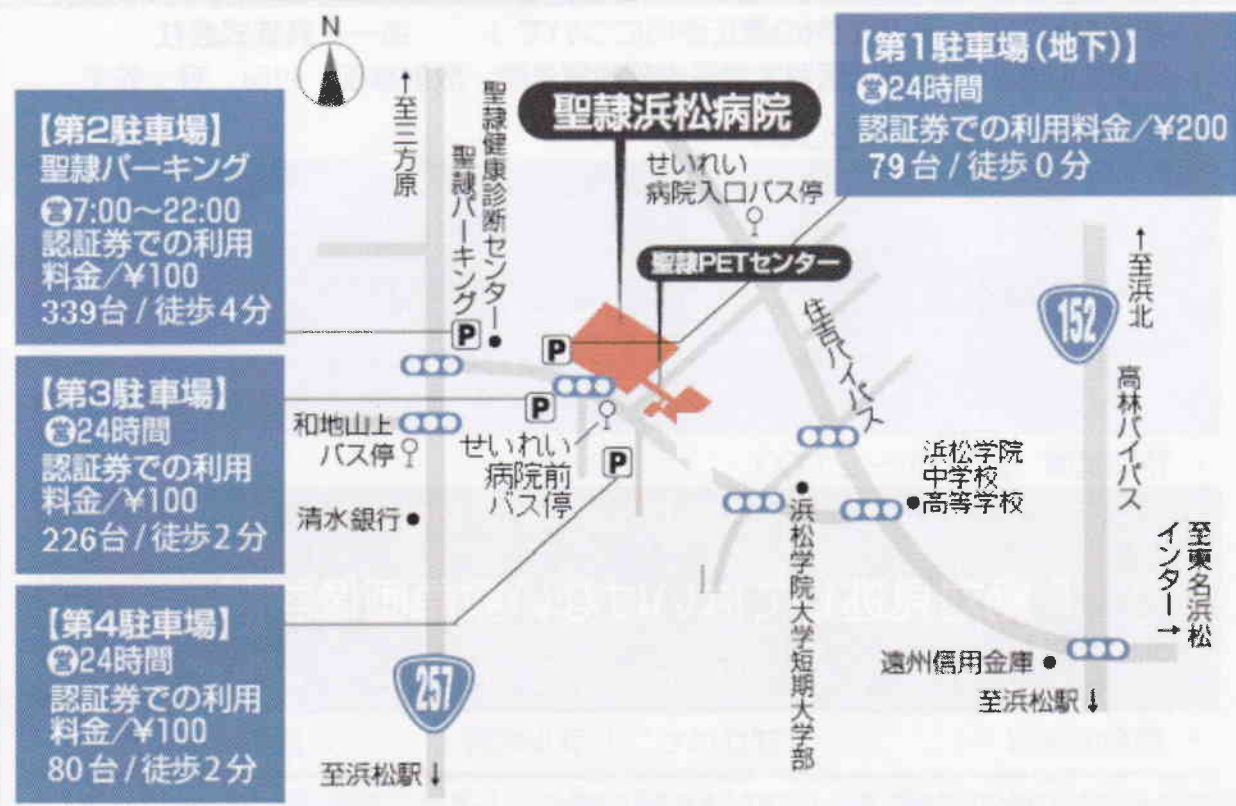 N
【第1駐車場(地下)】
営24時間
認証券での利用料金/¥200
79台/徒歩0分
【第2駐車場】
聖隷パーキング
営7:00～22:00
認証券での利用
料金/¥100
339台/徒歩4分
【第3駐車場】
営24時間
認証券での利用
料金/¥100
226台/徒歩2分
【第4駐車場】
営24時間
認証券での利用
料金/¥100
80台/徒歩2分
↑至三方原
聖隷健康診断センター
聖隷パーキング
聖隷浜松病院
せいれい
病院入口バス停
聖隷PETセンター
P
P
P
P
和地山上
バス停
せいれい
病院前
バス停
清水銀行
257
至浜松駅↓
住吉バイパス
浜松学院大学短期大学部
浜松学院
中学校
高等学校
↑至浜北
152
高林バイパス
至東名浜松
インター→
遠州信用金庫
至浜松駅↓